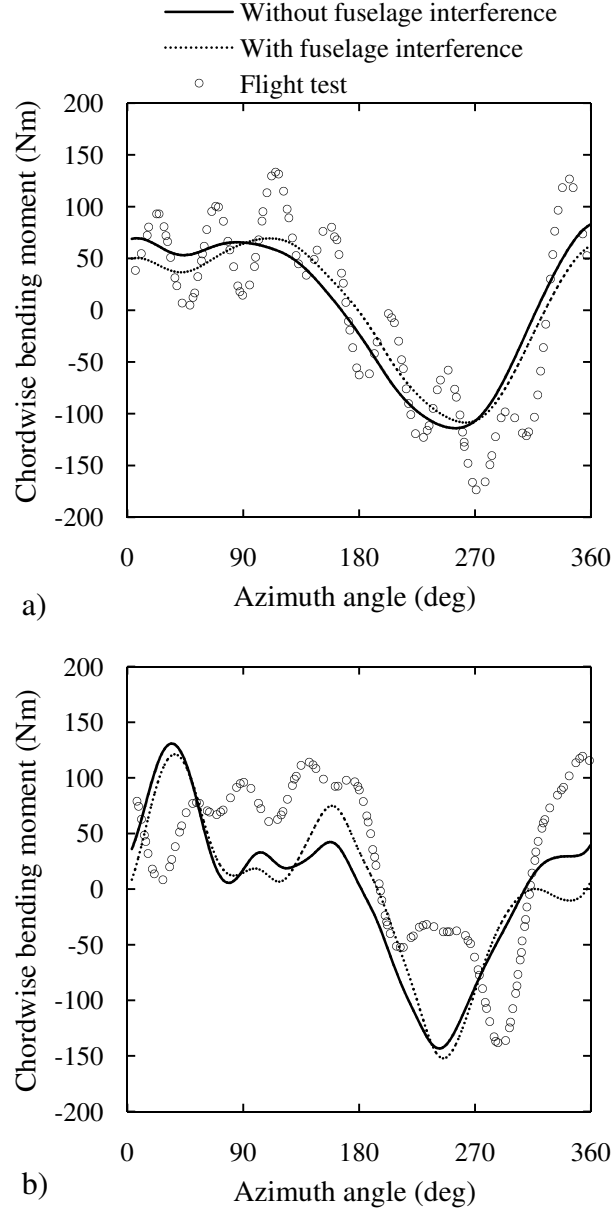 Without fuselage interference
With fuselage interference
Flight test
200
150
100
50
0
-50
-100
-150
-200
Chordwise bending moment (Nm)
0 90 180 270 360
Azimuth angle (deg)
a)
200
150
100
50
0
-50
-100
-150
-200
Chordwise bending moment (Nm)
0 90 180 270 360
Azimuth angle (deg)
b)